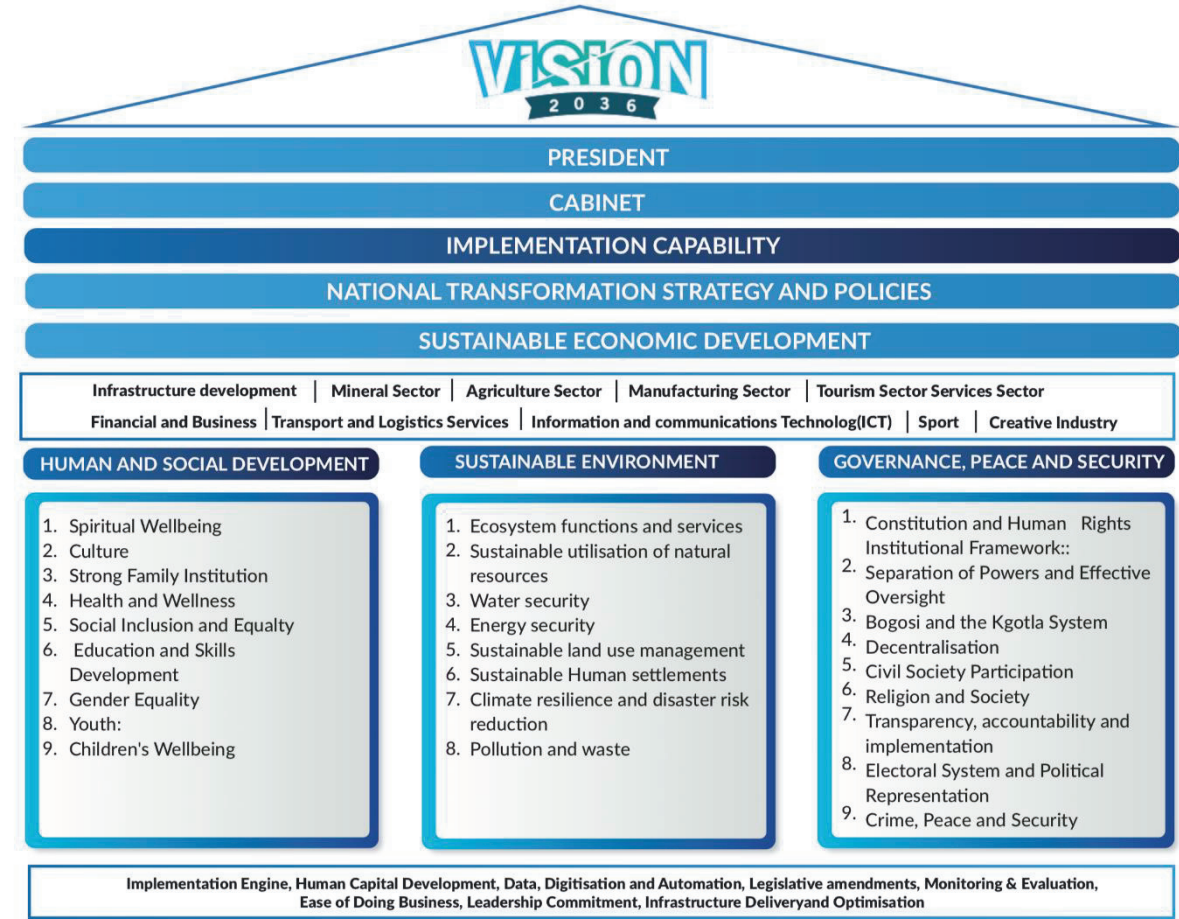 VISION
2036
PRESIDENT
CABINET
IMPLEMENTATION CAPABILITY
NATIONAL TRANSFORMATION STRATEGY AND POLICIES
SUSTAINABLE ECONOMIC DEVELOPMENT
Infrastructure development | Mineral Sector | Agriculture Sector | Manufacturing Sector | Tourism Sector Services Sector
Financial and Business | Transport and Logistics Services | Information and communications Technolog(ICT) | Sport | Creative Industry
HUMAN AND SOCIAL DEVELOPMENT
1. Spiritual Wellbeing
2. Culture
3. Strong Family Institution
4. Health and Wellness
5. Social Inclusion and Equalty
6. Education and Skills
Development
7. Gender Equality
8. Youth:
9. Children's Wellbeing
SUSTAINABLE ENVIRONMENT
1. Ecosystem functions and services
2. Sustainable utilisation of natural
resources
3. Water security
4. Energy security
5. Sustainable land use management
6. Sustainable Human settlements
7. Climate resilience and disaster risk
reduction
8. Pollution and waste
GOVERNANCE, PEACE AND SECURITY
1. Constitution and Human Rights
Institutional Framework::
2. Separation of Powers and Effective
Oversight
3. Bogosi and the Kgotla System
4. Decentralisation
5. Civil Society Participation
6. Religion and Society
7. Transparency, accountability and
implementation
8. Electoral System and Political
Representation
9. Crime, Peace and Security
Implementation Engine, Human Capital Development, Data, Digitisation and Automation, Legislative amendments, Monitoring & Evaluation,
Ease of Doing Business, Leadership Commitment, Infrastructure Deliveryand Optimisation